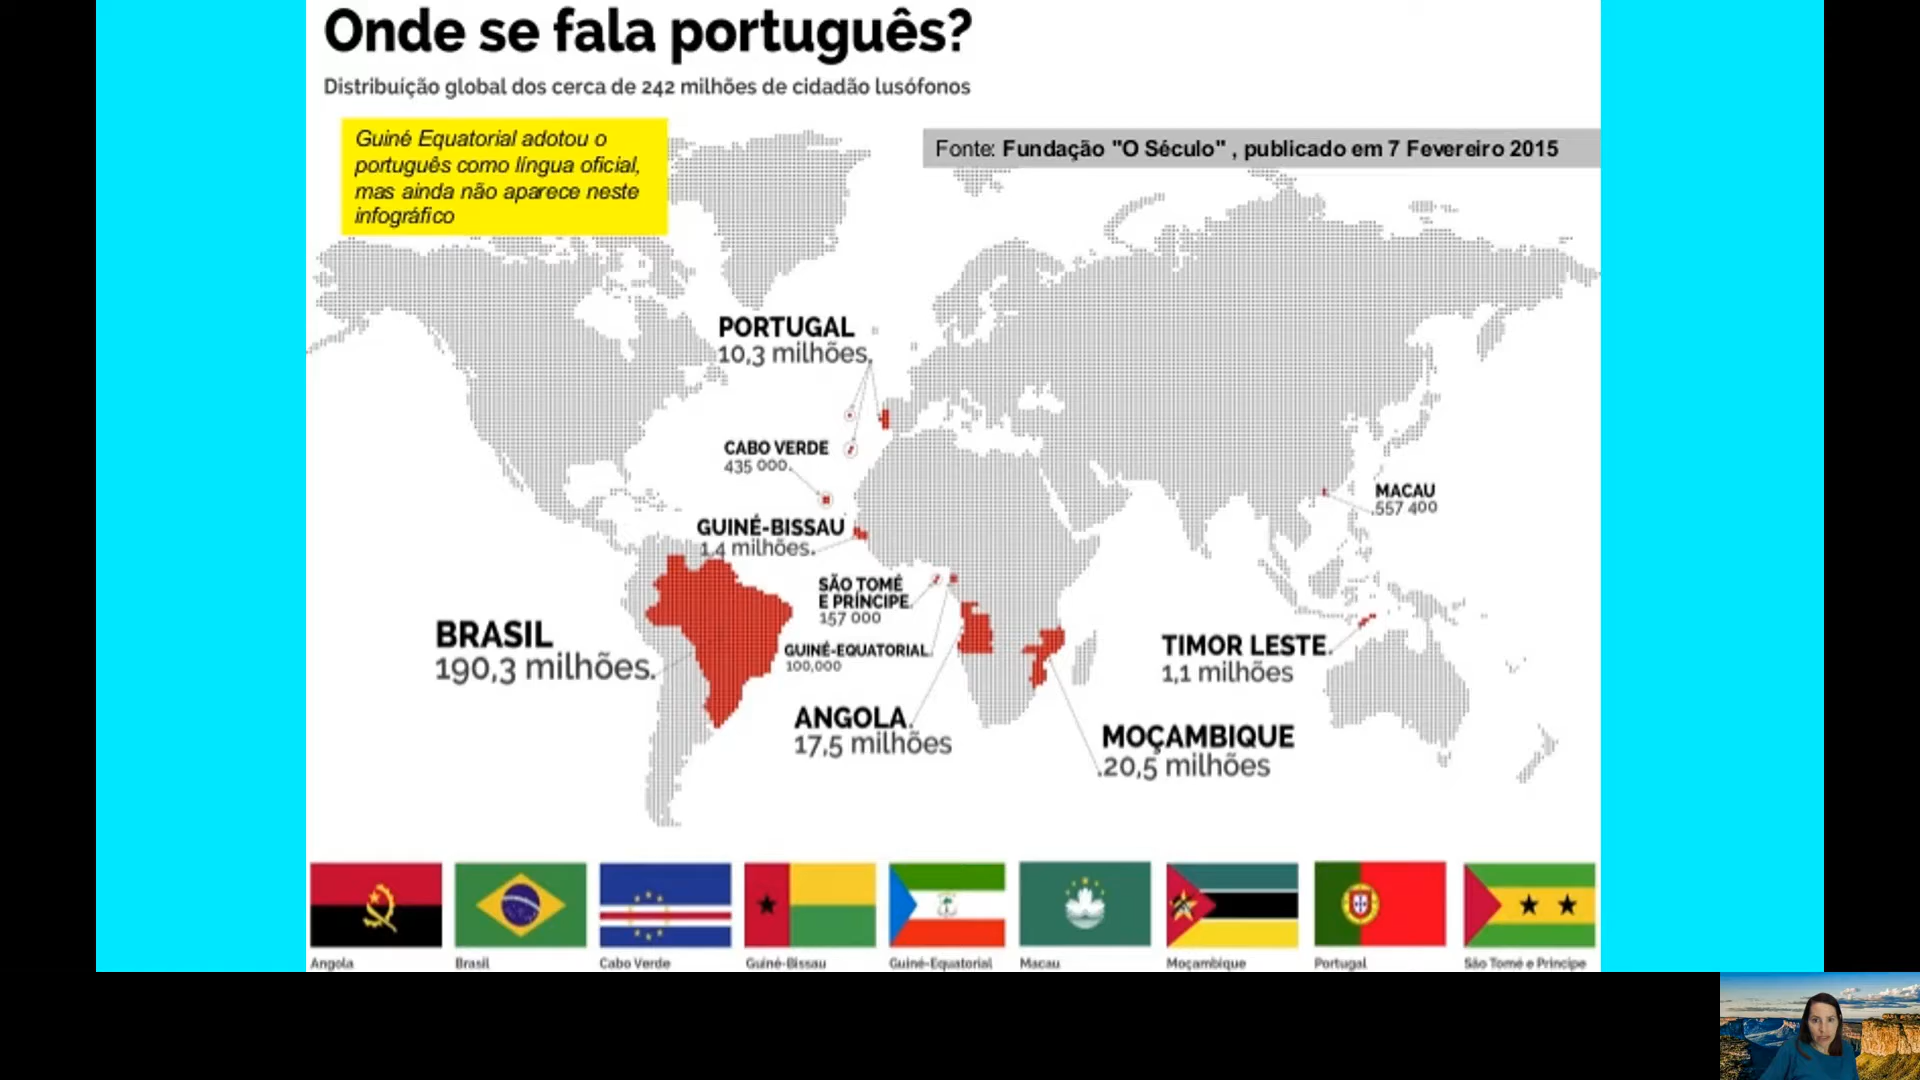 Onde se fala português?
Distribuíção global dos cerca de 242 milhões de cidadão lusófonos
Guiné Equatorial adotou o
português como língua oficial,
mas ainda não aparece neste
infográfico
Fonte: Fundação "O Século" , publicado em 7 Fevereiro 2015
PORTUGAL
10,3 milhões
CABO VERDE
435 000
GUINÉ-BISSAU
1,4 milhões
MACAU
557 400
SÃO TOMÉ
E PRÍNCIPE
157 000
GUINÉ-EQUATORIAL
100,000
BRASIL
190,3 milhões
TIMOR LESTE
1,1 milhões
ANGOLA
17,5 milhões
MOÇAMBIQUE
20,5 milhões
Angola
Brasil
Cabo Verde
Guiné-Bissau
Guiné-Equatorial
Macau
Moçambique
Portugal
São Tomé e Príncipe